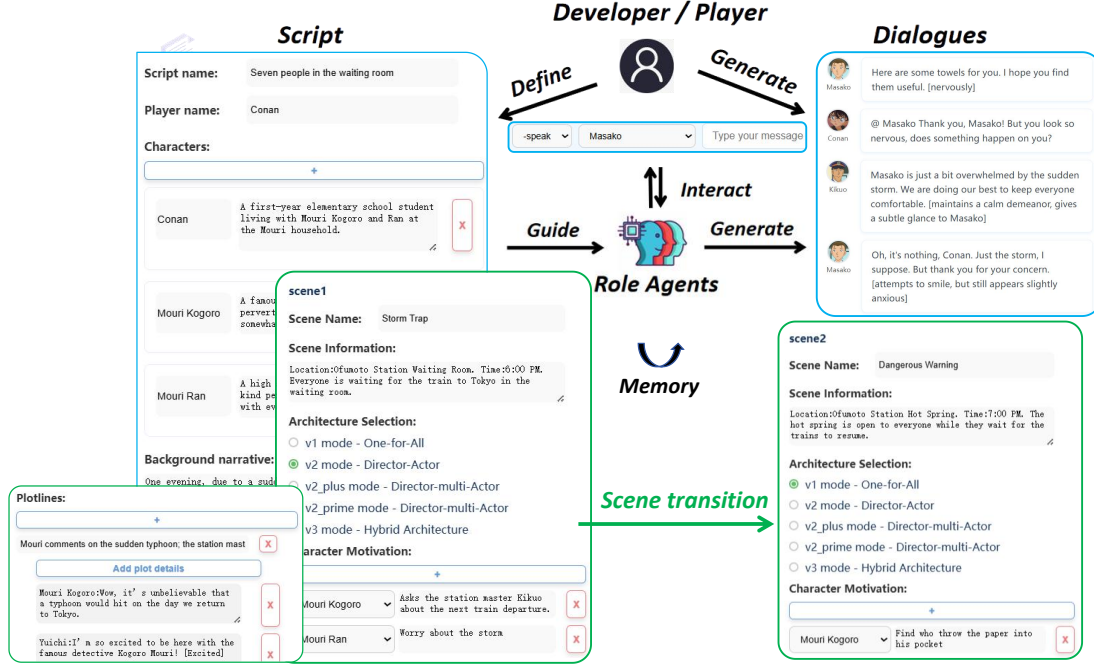 Developer / Player
Script
Dialogues
Define
Generate
Script name:
Seven people in the waiting room
Player name:
Conan
Characters:
+
Conan
A first-year elementary school student
living with Mouri Kogoro and Ran at
the Mouri household.
X
Mouri Kogoro
A famou
pervert
somewha
Mouri Ran
A high
kind pe
with ev
Background narrative:
One evening, due to a sudd
-speak
Masako
Type your message
Interact
Guide
Generate
Role Agents
Memory
Masako
Here are some towels for you. I hope you find
them useful. [nervously]
Conan
@ Masako Thank you, Masako! But you look so
nervous, does something happen on you?
Kikuo
Masako is just a bit overwhelmed by the sudden
storm. We are doing our best to keep everyone
comfortable. [maintains a calm demeanor, gives
a subtle glance to Masako]
Masako
Oh, it's nothing, Conan. Just the storm, I
suppose. But thank you for your concern.
[attempts to smile, but still appears slightly
anxious]
Plotlines:
+
Mouri comments on the sudden typhoon; the station mast
X
Add plot details
Mouri Kogoro:Wow, it's unbelievable that
a typhoon would hit on the day we return
to Tokyo.
X
Yuichi:I'm so excited to be here with the
famous detective Kogoro Mouri! [Excited]
X
scene1
Scene Name:
Storm Trap
Scene Information:
Location:Ofumoto Station Waiting Room. Time:6:00 PM.
Everyone is waiting for the train to Tokyo in the
waiting room.
Architecture Selection:
v1 mode - One-for-All
v2 mode - Director-Actor
v2_plus mode - Director-multi-Actor
v2_prime mode - Director-multi-Actor
v3 mode - Hybrid Architecture
aracter Motivation:
+
Mouri Kogoro
Asks the station master Kikuo
about the next train departure.
X
Mouri Ran
Worry about the storm
X
Scene transition
scene2
Scene Name:
Dangerous Warning
Scene Information:
Location:Ofumoto Station Hot Spring. Time:7:00 PM. The
hot spring is open to everyone while they wait for the
trains to resume.
Architecture Selection:
v1 mode - One-for-All
v2 mode - Director-Actor
v2_plus mode - Director-multi-Actor
v2_prime mode - Director-multi-Actor
v3 mode - Hybrid Architecture
Character Motivation:
+
Mouri Kogoro
Find who throw the paper into
his pocket
X